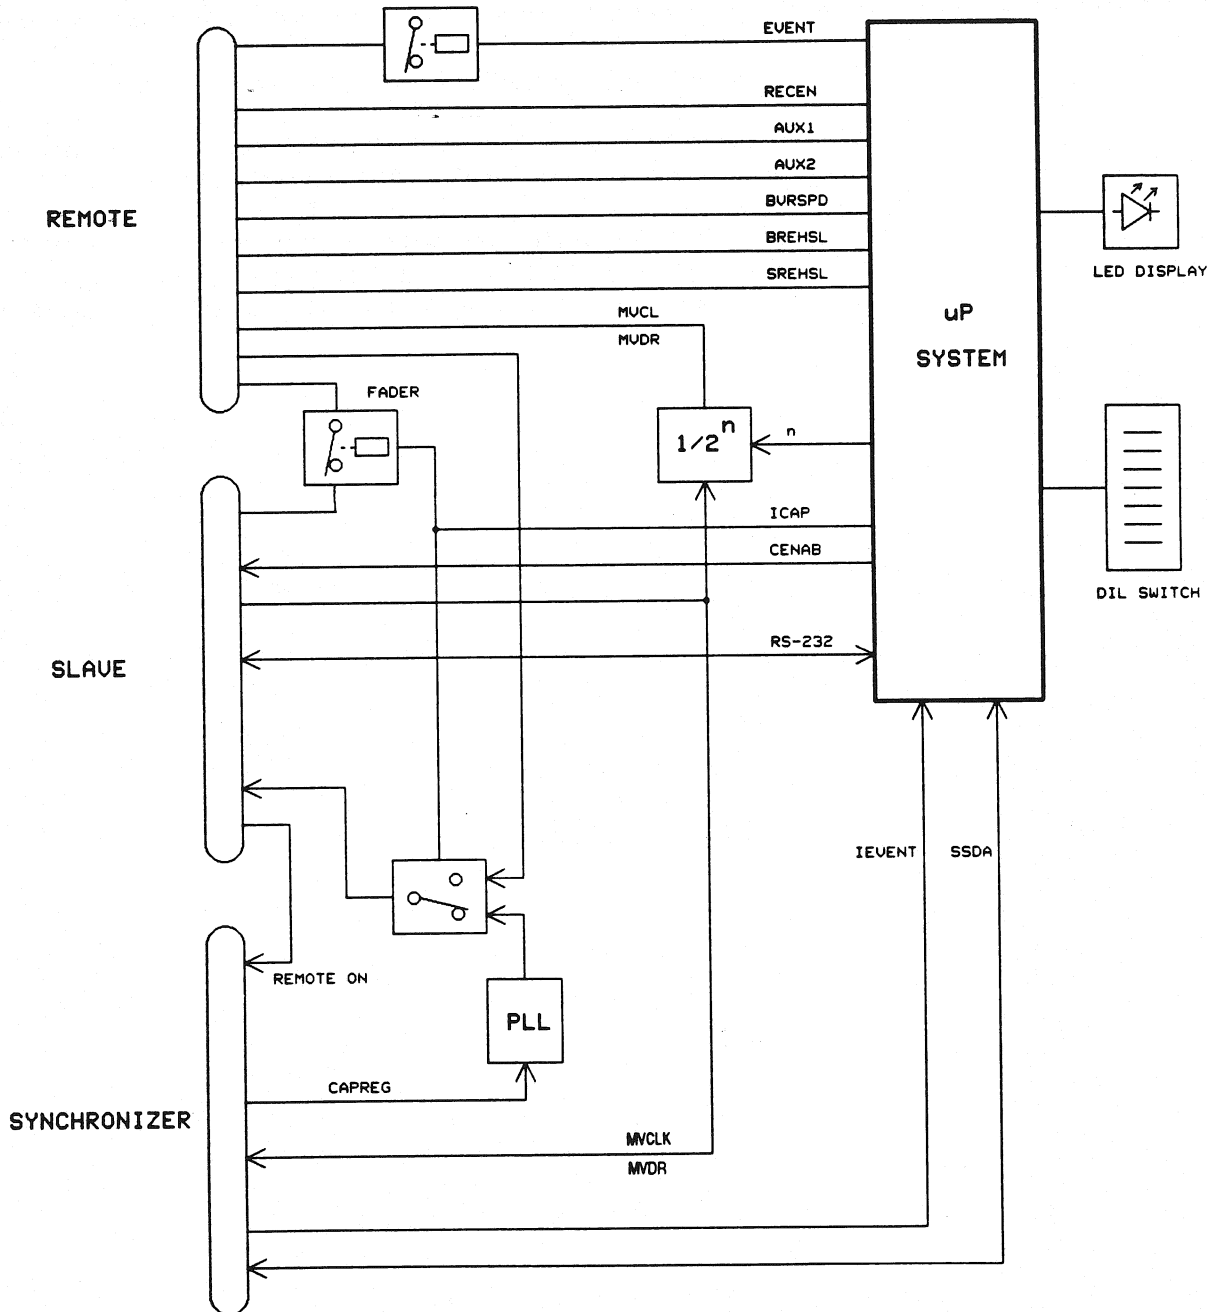 EVENT
RECEN
AUX1
AUX2
REMOTE
BVRSPD
BREHSL
LED DISPLAY
SREHSL
MVCL
MVDR
uP
SYSTEM
FADER
1/2^n
n
ICAP
CENAB
DIL SWITCH
RS-232
SLAVE
IEVENT
SSDA
REMOTE ON
PLL
CAPREG
SYNCHRONIZER
MVCLK
MVDR